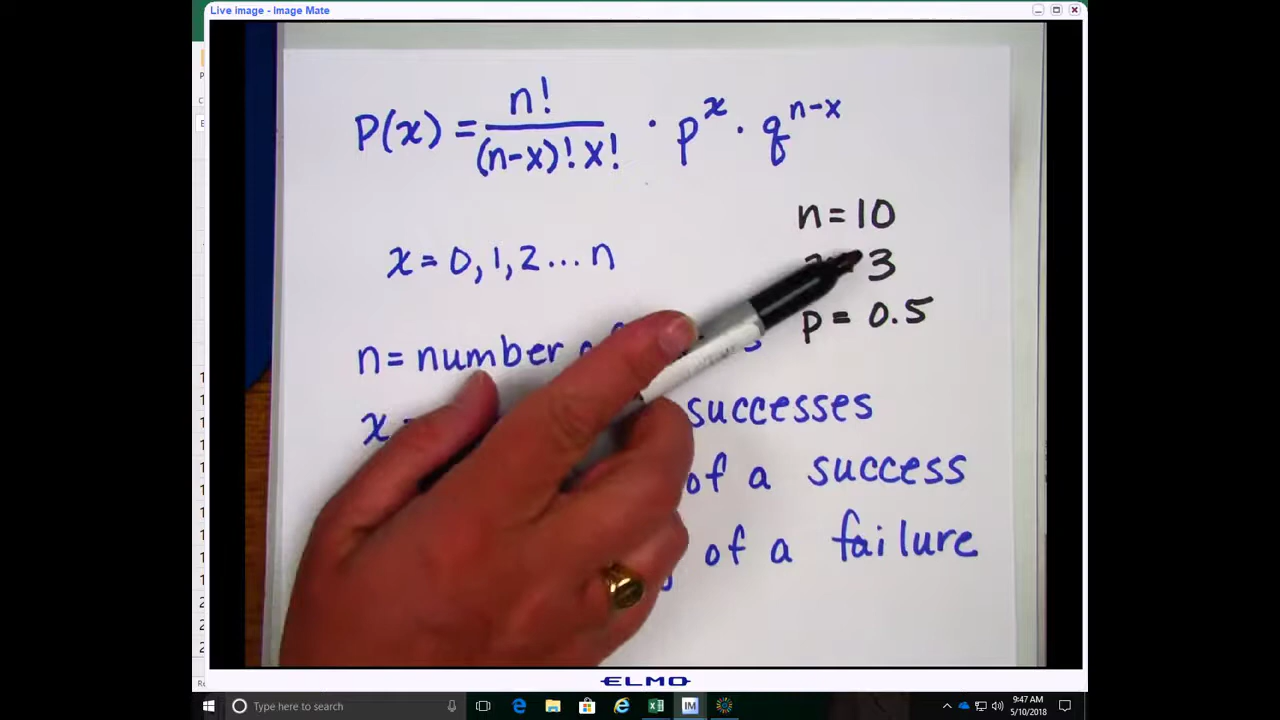 Live image - Image Mate
P(x) = n! / (n-x)! x! · p^x · q^(n-x)
n = 10
x = 0, 1, 2 ... n
3
p = 0.5
n = number
x =
successes
of a success
of a failure
ELMO
Type here to search
9:47 AM
5/10/2018